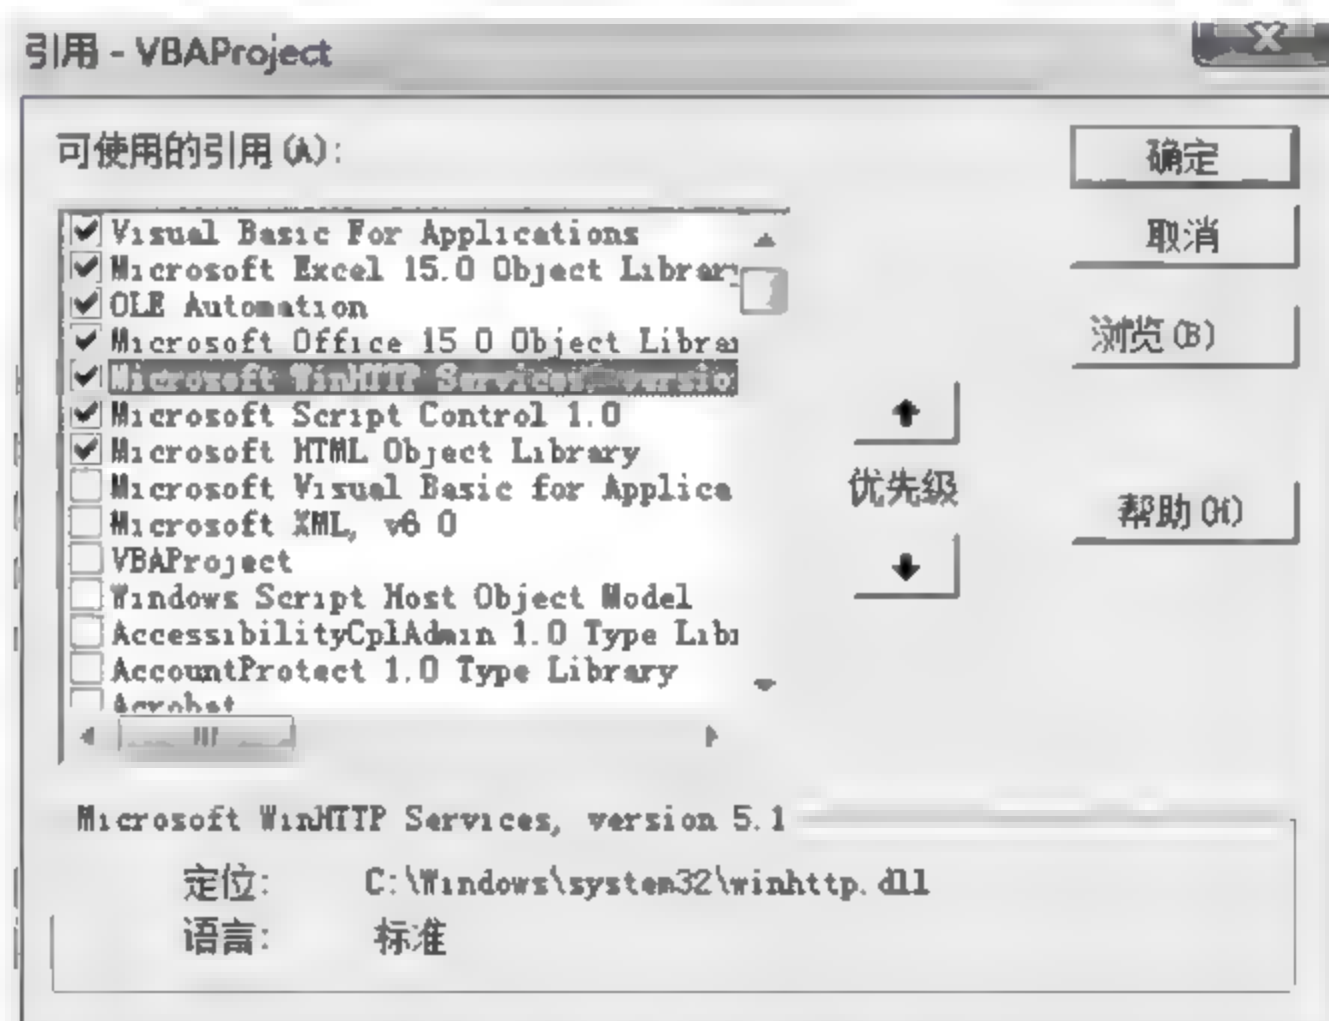 引用 - VBAProject
可使用的引用(A):
Visual Basic For Applications
Microsoft Excel 15.0 Object Library
OLE Automation
Microsoft Office 15 0 Object Librar
Microsoft WinHTTP Services, versio
Microsoft Script Control 1.0
Microsoft HTML Object Library
Microsoft Visual Basic for Applica
Microsoft XML, v6 0
VBAProject
Windows Script Host Object Model
AccessibilityCplAdmin 1.0 Type Libr
AccountProtect 1.0 Type Library
Acrobat
确定
取消
浏览(B)
优先级
帮助(H)
Microsoft WinHTTP Services, version 5.1
定位: C:\Windows\system32\winhttp.dll
语言: 标准